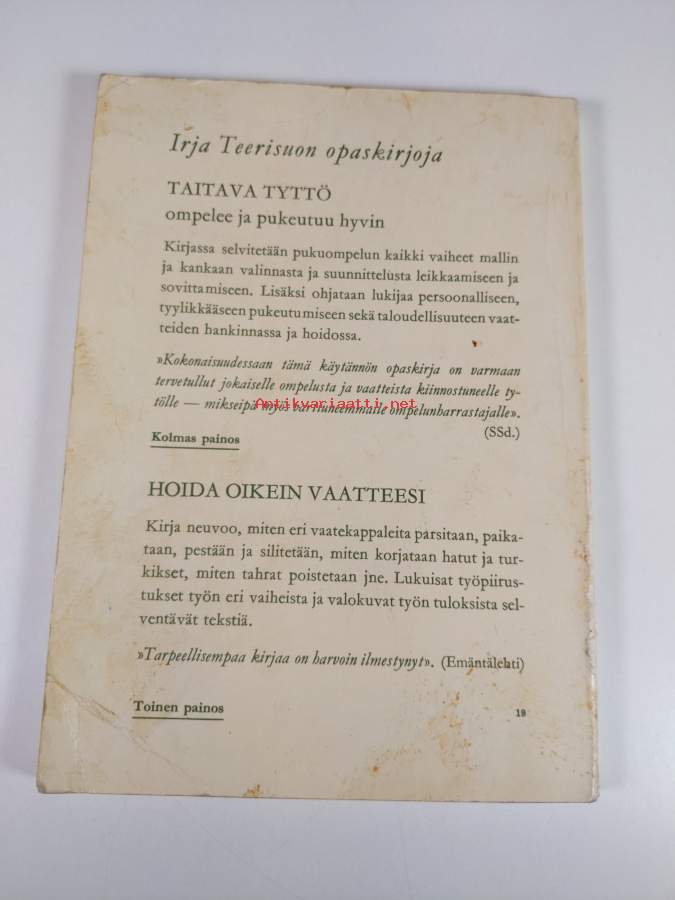 Irja Teerisuon opaskirjoja
TAITAVA TYTTÖ
ompelee ja pukeutuu hyvin
Kirjassa selvitetään pukuompelun kaikki vaiheet mallin
ja kankaan valinnasta ja suunnittelusta leikkaamiseen ja
sovittamiseen. Lisäksi ohjataan lukijaa persoonalliseen,
tyylikkääseen pukeutumiseen sekä taloudellisuuteen vaat-
teiden hankinnassa ja hoidossa.
»Kokonaisuudessaan tämä käytännön opaskirja on varmaan
tervetullut jokaiselle ompelusta ja vaatteista kiinnostuneelle ty-
tölle — mikseipä myös varttuneemmalle ompelunharrastajalle».
Antikvariaatti.net
(SSd.)
Kolmas painos
HOIDA OIKEIN VAATTEESI
Kirja neuvoo, miten eri vaatekappaleita parsitaan, paika-
taan, pestään ja silitetään, miten korjataan hatut ja tur-
kikset, miten tahrat poistetaan jne. Lukuisat työpiirus-
tukset työn eri vaiheista ja valokuvat työn tuloksista sel-
ventävät tekstiä.
»Tarpeellisempaa kirjaa on harvoin ilmestynyt». (Emäntälehti)
Toinen painos
19